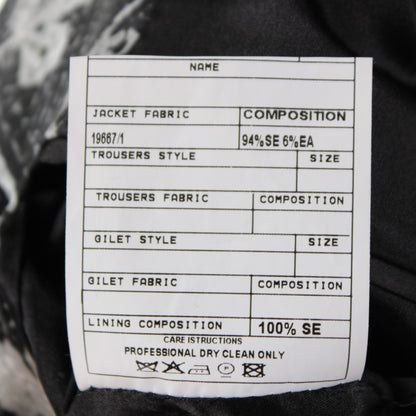 NAME
JACKET FABRIC COMPOSITION
19667/1 94%SE 6%EA
TROUSERS STYLE SIZE
TROUSERS FABRIC COMPOSITION
GILET STYLE SIZE
GILET FABRIC COMPOSITION
LINING COMPOSITION 100% SE
CARE ISTRUCTIONS
PROFESSIONAL DRY CLEAN ONLY
P